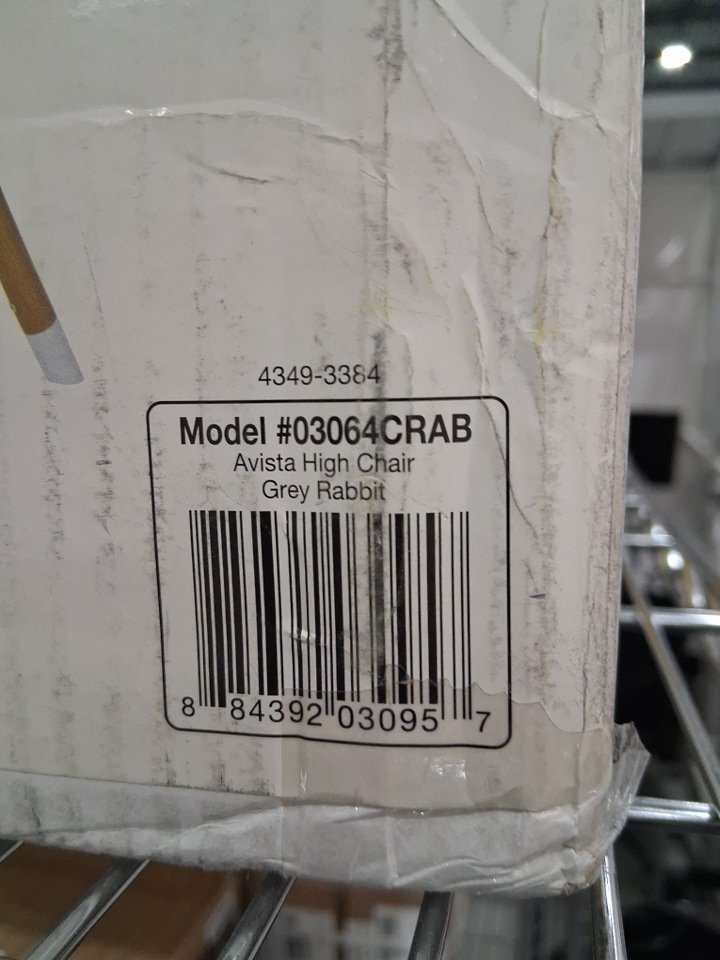 4349-3384
Model #03064CRAB
Avista High Chair
Grey Rabbit
8 84392 03095 7